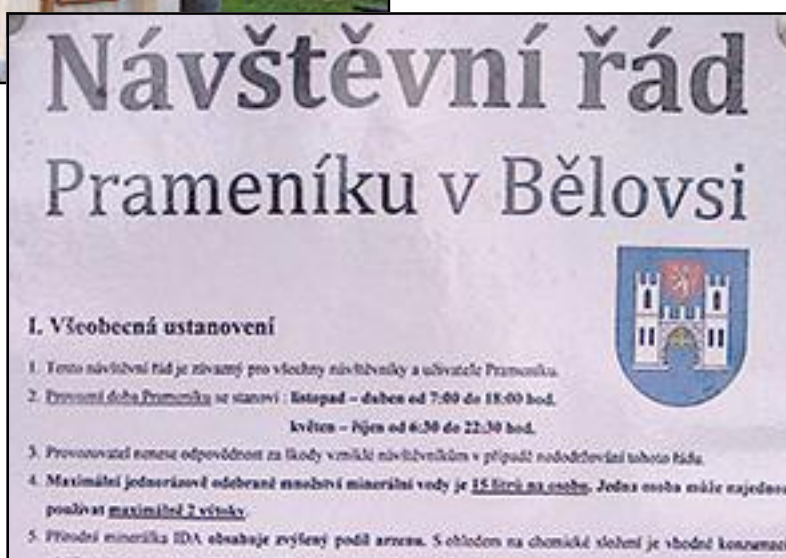 Návštěvní řád
Prameníku v Bělovsi
I. Všeobecná ustanovení
1. Tento návštěvní řád je závazný pro všechny návštěvníky a uživatele Prameníku.
2. Provozní doba Prameníku se stanoví : listopad – duben od 7:00 do 18:00 hod.
květen – říjen od 6:30 do 22:30 hod.
3. Provozovatel nenese odpovědnost za škody vzniklé návštěvníkům v případě nedodržování tohoto řádu.
4. Maximální jednorázově odebrané množství minerální vody je 15 litrů na osobu. Jedna osoba může najednou
používat maximálně 2 výtoky.
5. Přírodní minerálka IDA obsahuje zvýšený podíl arzenu. S ohledem na chemické složení je vhodné konzumaci